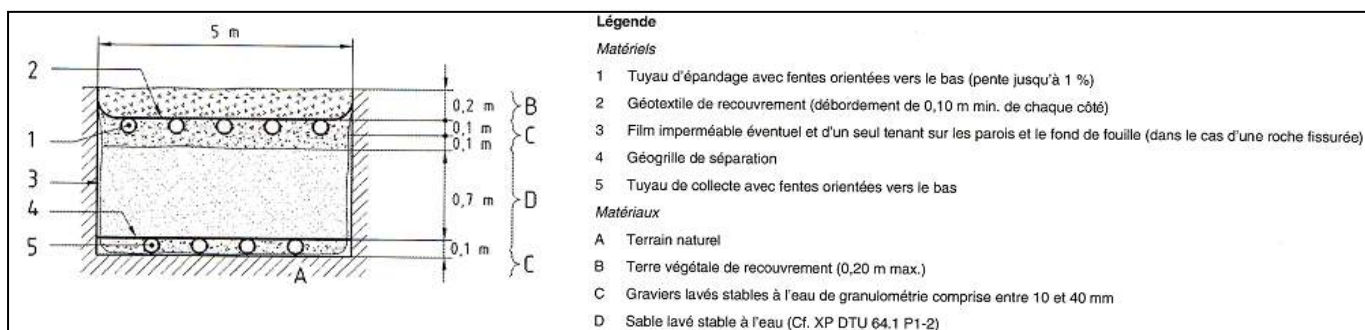 5 m
2
1
3
4
5
0,2 m
0,1 m
0,1 m
0,7 m
0,1 m
B
C
D
C
A
Légende
Matériels
1 Tuyau d'épandage avec fentes orientées vers le bas (pente jusqu'à 1 %)
2 Géotextile de recouvrement (débordement de 0,10 m min. de chaque côté)
3 Film imperméable éventuel et d'un seul tenant sur les parois et le fond de fouille (dans le cas d'une roche fissurée)
4 Géogrille de séparation
5 Tuyau de collecte avec fentes orientées vers le bas
Matériaux
A Terrain naturel
B Terre végétale de recouvrement (0,20 m max.)
C Graviers lavés stables à l'eau de granulométrie comprise entre 10 et 40 mm
D Sable lavé stable à l'eau (Cf. XP DTU 64.1 P1-2)